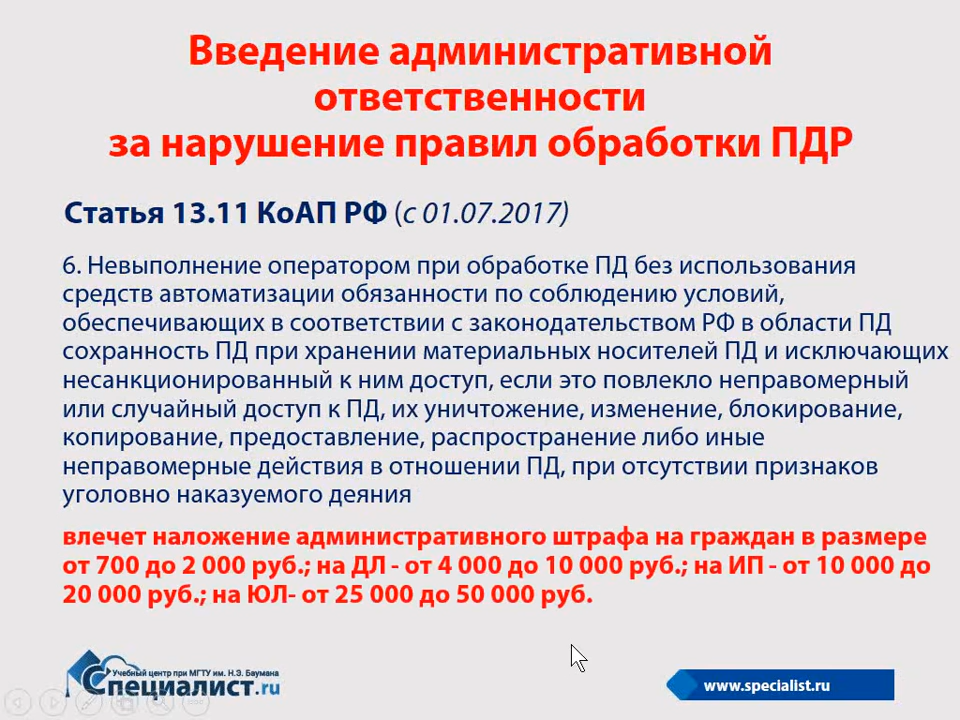 Введение административной
ответственности
за нарушение правил обработки ПДР
Статья 13.11 КоАП РФ (с 01.07.2017)
6. Невыполнение оператором при обработке ПД без использования
средств автоматизации обязанности по соблюдению условий,
обеспечивающих в соответствии с законодательством РФ в области ПД
сохранность ПД при хранении материальных носителей ПД и исключающих
несанкционированный к ним доступ, если это повлекло неправомерный
или случайный доступ к ПД, их уничтожение, изменение, блокирование,
копирование, предоставление, распространение либо иные
неправомерные действия в отношении ПД, при отсутствии признаков
уголовно наказуемого деяния
влечет наложение административного штрафа на граждан в размере
от 700 до 2 000 руб.; на ДЛ - от 4 000 до 10 000 руб.; на ИП - от 10 000 до
20 000 руб.; на ЮЛ- от 25 000 до 50 000 руб.
Учебный центр при МГТУ им. Н.Э. Баумана
Специалист.ru
www.specialist.ru